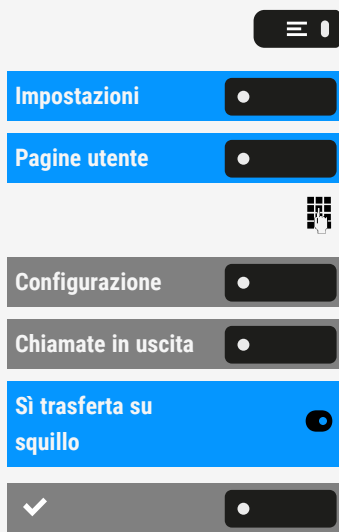 Impostazioni
Pagine utente
Configurazione
Chiamate in uscita
Sì trasferta su
squillo